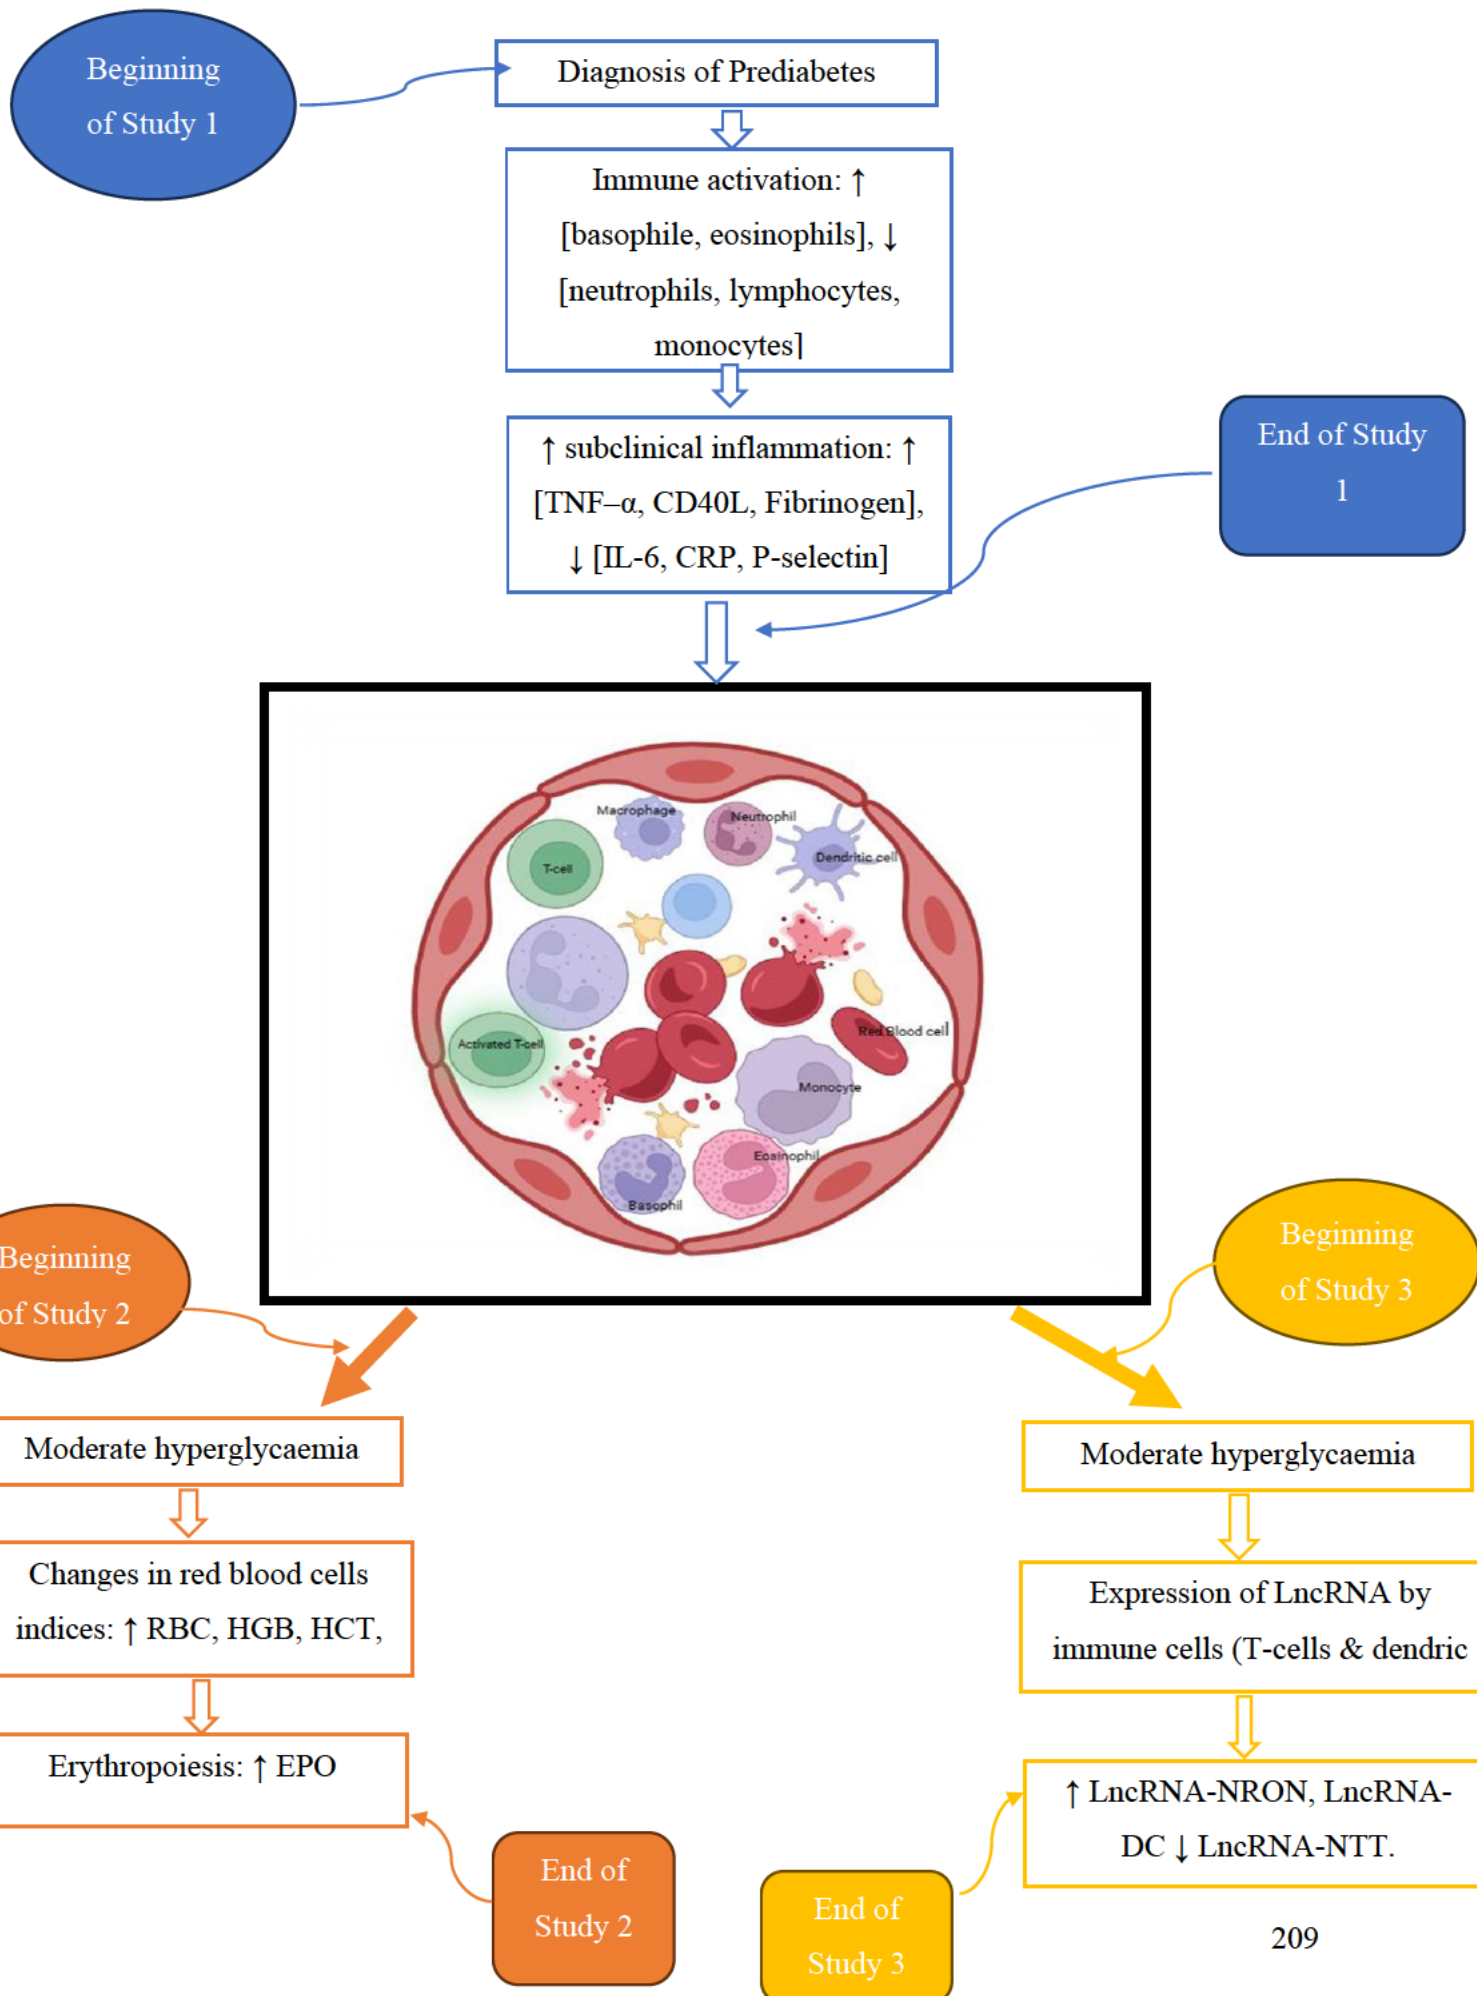 Beginning
of Study 1
Diagnosis of Prediabetes
Immune activation: ↑
[basophile, eosinophils], ↓
[neutrophils, lymphocytes,
monocytes]
↑ subclinical inflammation: ↑
[TNF–α, CD40L, Fibrinogen],
↓ [IL-6, CRP, P-selectin]
End of Study
1
Macrophage
Neutrophil
T-cell
Dendritic cell
Activated T-cell
Red Blood cell
Monocyte
Eosinophil
Basophil
Beginning
of Study 2
Beginning
of Study 3
Moderate hyperglycaemia
Changes in red blood cells
indices: ↑ RBC, HGB, HCT,
Erythropoiesis: ↑ EPO
End of
Study 2
Moderate hyperglycaemia
Expression of LncRNA by
immune cells (T-cells & dendric
↑ LncRNA-NRON, LncRNA-
DC ↓ LncRNA-NTT.
End of
Study 3
209